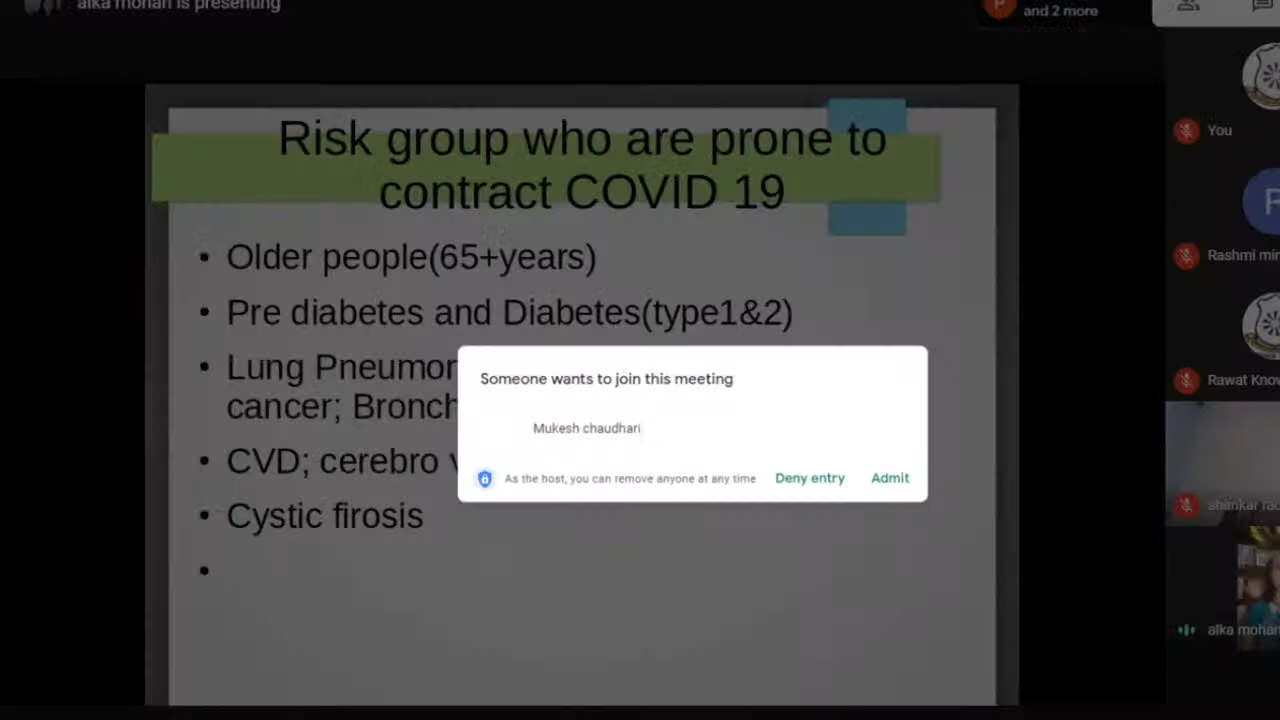 alka mohan is presenting
and 2 more
Risk group who are prone to
contract COVID 19
• Older people(65+years)
• Pre diabetes and Diabetes(type1&2)
• Lung Pneumor
cancer; Bronch
• CVD; cerebro
• Cystic firosis
•
Someone wants to join this meeting
Mukesh chaudhari
As the host, you can remove anyone at any time
Deny entry
Admit
You
Rashmi
Rawat
shankar
alka mohan